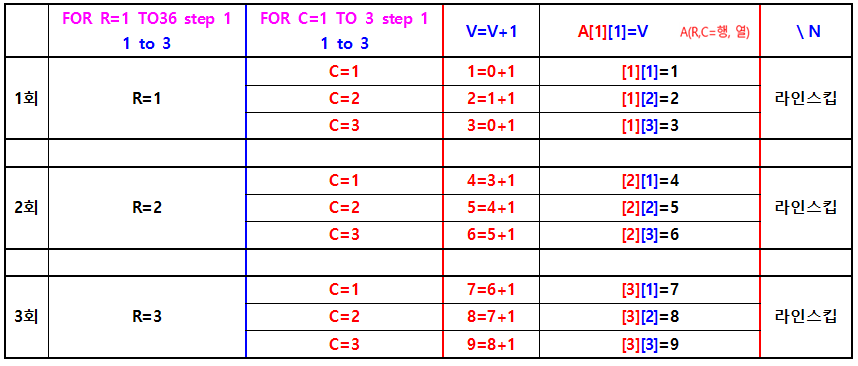 FOR R=1 TO36 step 1
1 to 3
FOR C=1 TO 3 step 1
1 to 3
V=V+1
A[1][1]=V A(R,C=행, 열)
\ N
1회
R=1
C=1
1=0+1
[1][1]=1
라인스킵
C=2
2=1+1
[1][2]=2
C=3
3=0+1
[1][3]=3
2회
R=2
C=1
4=3+1
[2][1]=4
라인스킵
C=2
5=4+1
[2][2]=5
C=3
6=5+1
[2][3]=6
3회
R=3
C=1
7=6+1
[3][1]=7
라인스킵
C=2
8=7+1
[3][2]=8
C=3
9=8+1
[3][3]=9